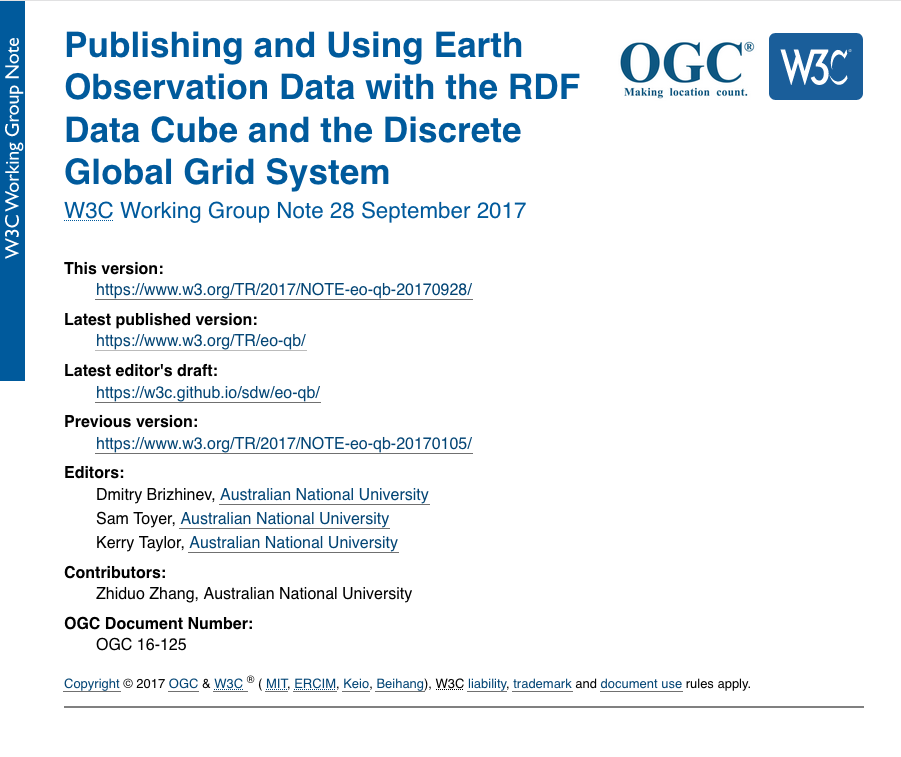 W3C Working Group Note
Publishing and Using Earth
Observation Data with the RDF
Data Cube and the Discrete
Global Grid System
OGC®
Making location count.
W3C®
W3C Working Group Note 28 September 2017
This version:
https://www.w3.org/TR/2017/NOTE-eo-qb-20170928/
Latest published version:
https://www.w3.org/TR/eo-qb/
Latest editor's draft:
https://w3c.github.io/sdw/eo-qb/
Previous version:
https://www.w3.org/TR/2017/NOTE-eo-qb-20170105/
Editors:
Dmitry Brizhinev, Australian National University
Sam Toyer, Australian National University
Kerry Taylor, Australian National University
Contributors:
Zhiduo Zhang, Australian National University
OGC Document Number:
OGC 16-125
Copyright © 2017 OGC & W3C ® ( MIT, ERCIM, Keio, Beihang), W3C liability, trademark and document use rules apply.